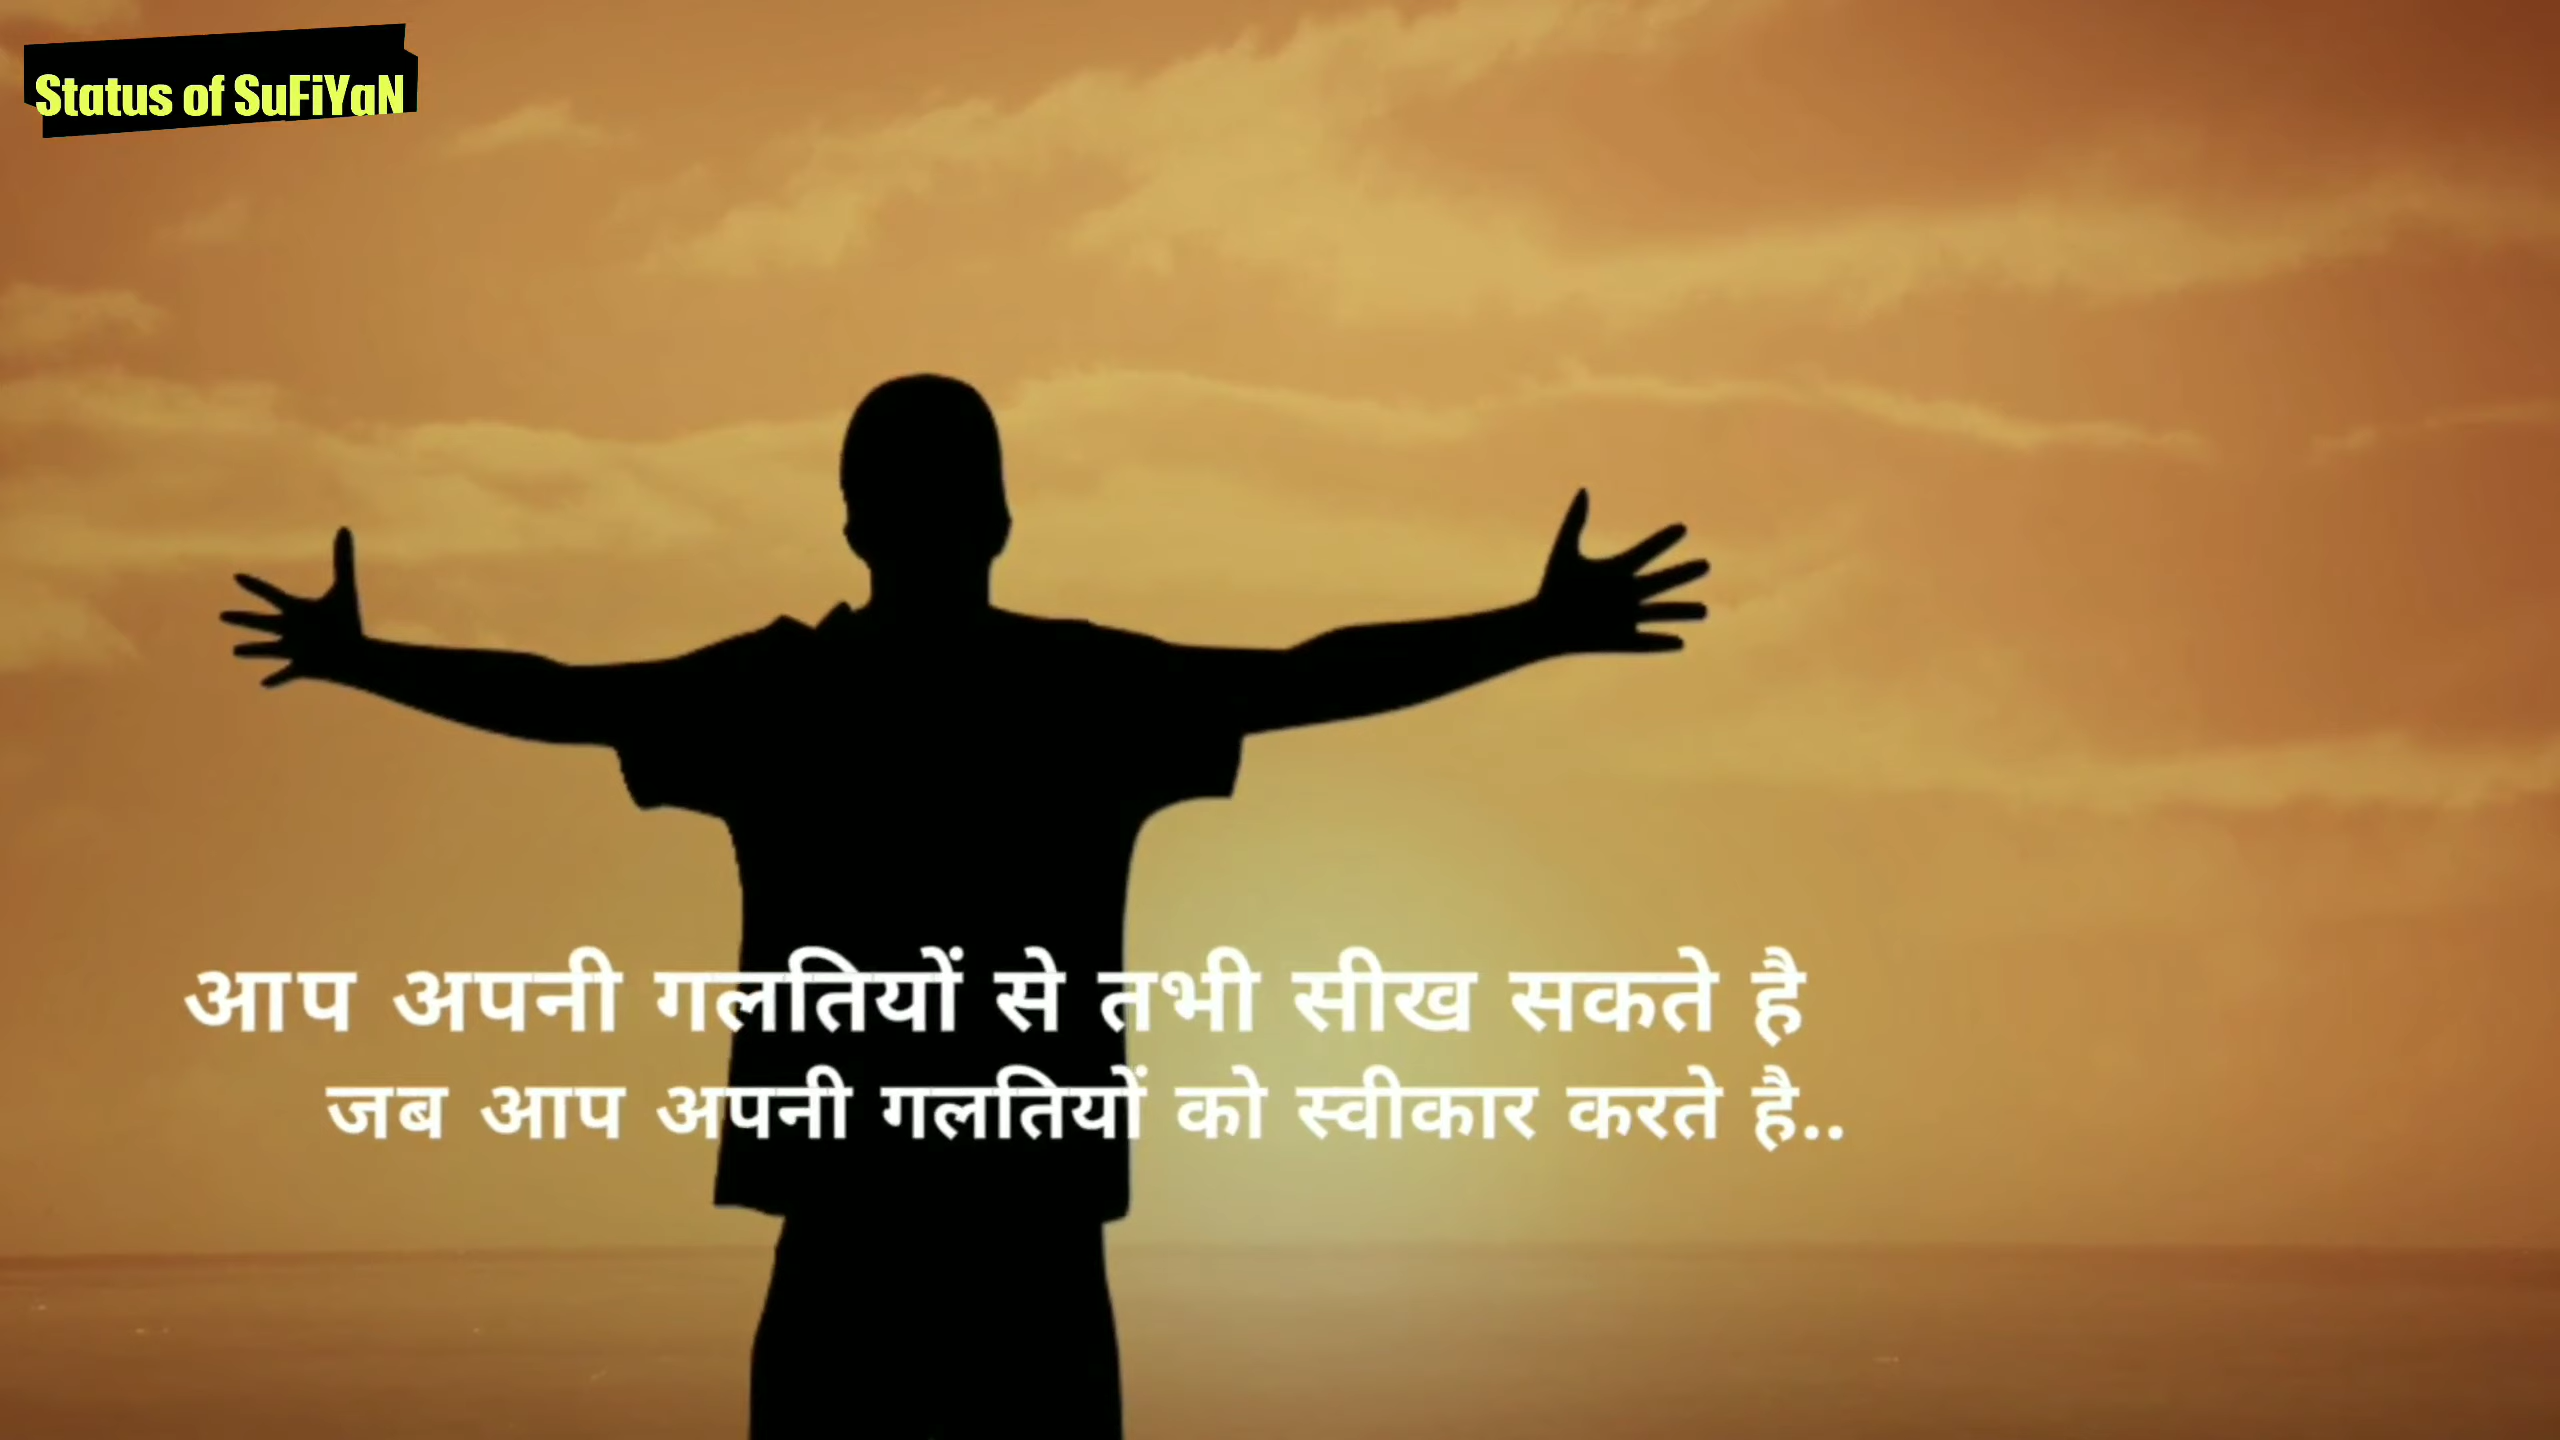 Status of SuFiYaN
आप अपनी गलतियों से तभी सीख सकते है
जब आप अपनी गलतियों को स्वीकार करते है..